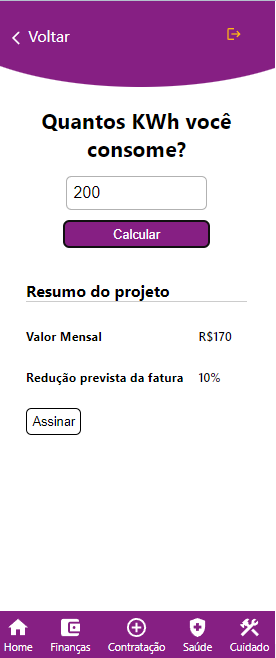 Voltar
Quantos KWh você
consome?
200
Calcular
Resumo do projeto
Valor Mensal R$170
Redução prevista da fatura 10%
Assinar
Home Finanças Contratação Saúde Cuidado